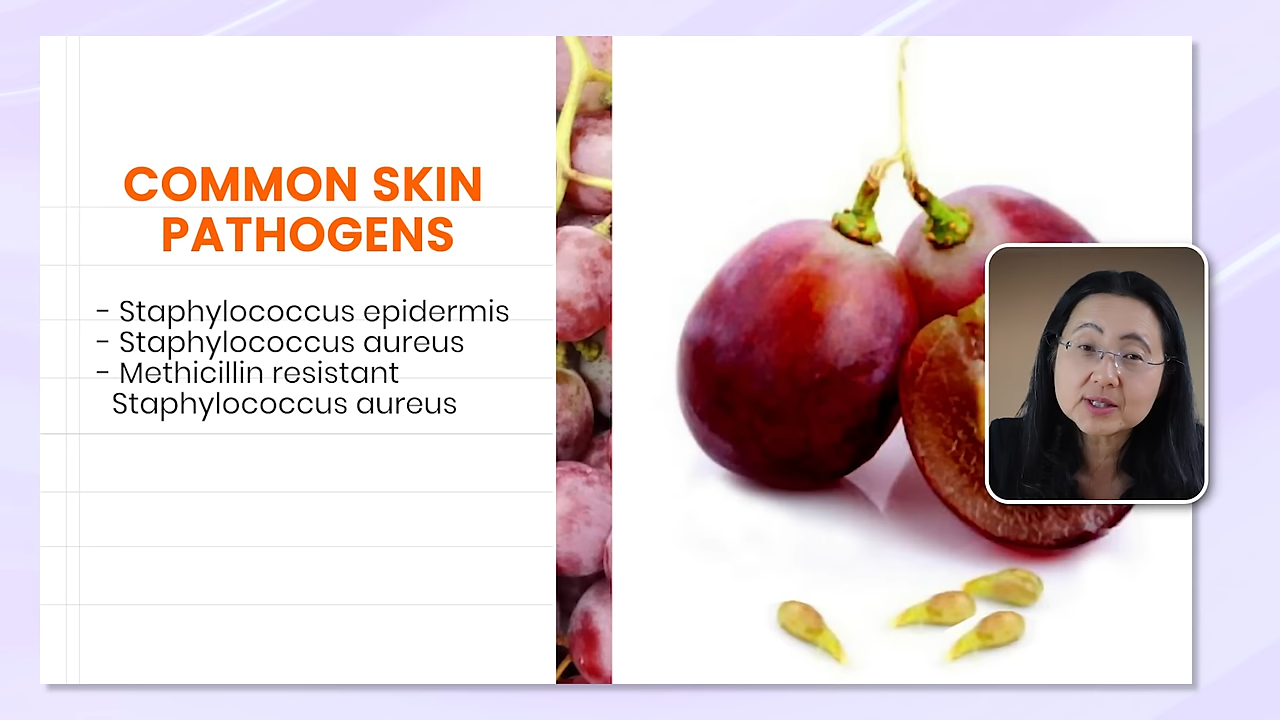 COMMON SKIN
PATHOGENS
- Staphylococcus epidermis
- Staphylococcus aureus
- Methicillin resistant
Staphylococcus aureus